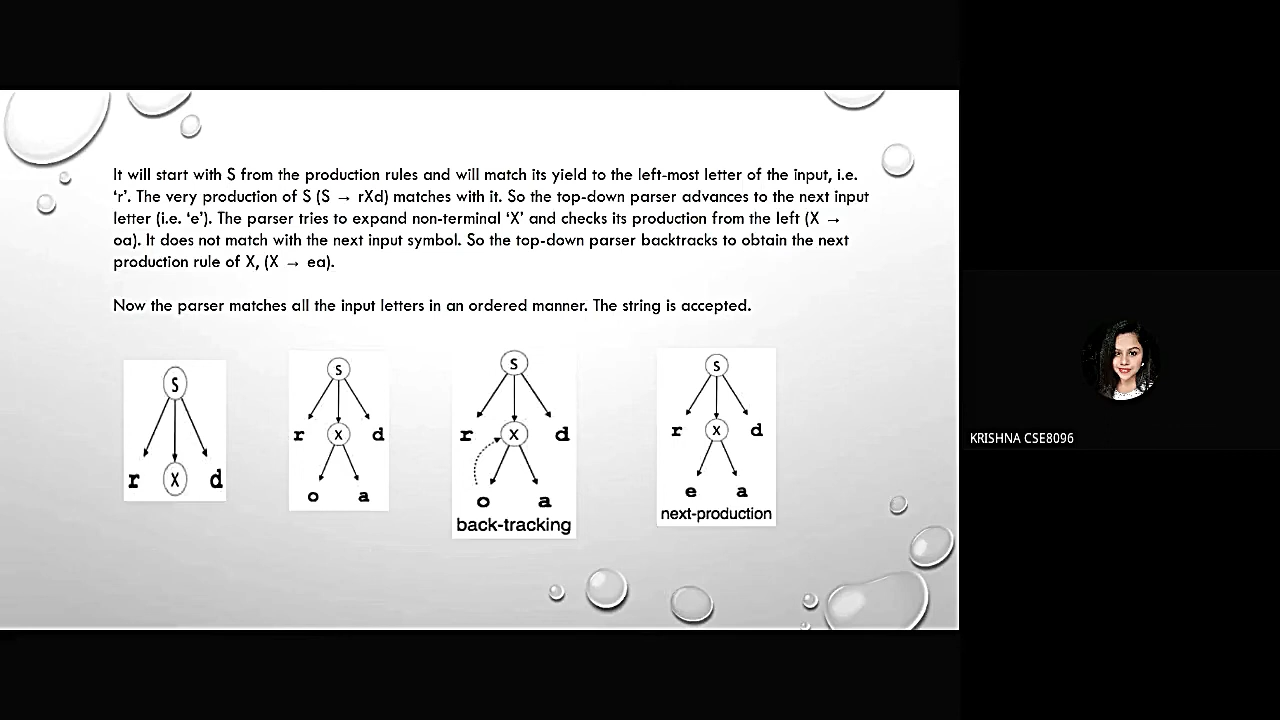 It will start with S from the production rules and will match its yield to the left-most letter of the input, i.e.
‘r’. The very production of S (S → rXd) matches with it. So the top-down parser advances to the next input
letter (i.e. ‘e’). The parser tries to expand non-terminal ‘X’ and checks its production from the left (X →
oa). It does not match with the next input symbol. So the top-down parser backtracks to obtain the next
production rule of X, (X → ea).
Now the parser matches all the input letters in an ordered manner. The string is accepted.
S
r X d
S
r X d
o a
S
r X d
o a
back-tracking
S
r X d
e a
next-production
KRISHNA CSE8096